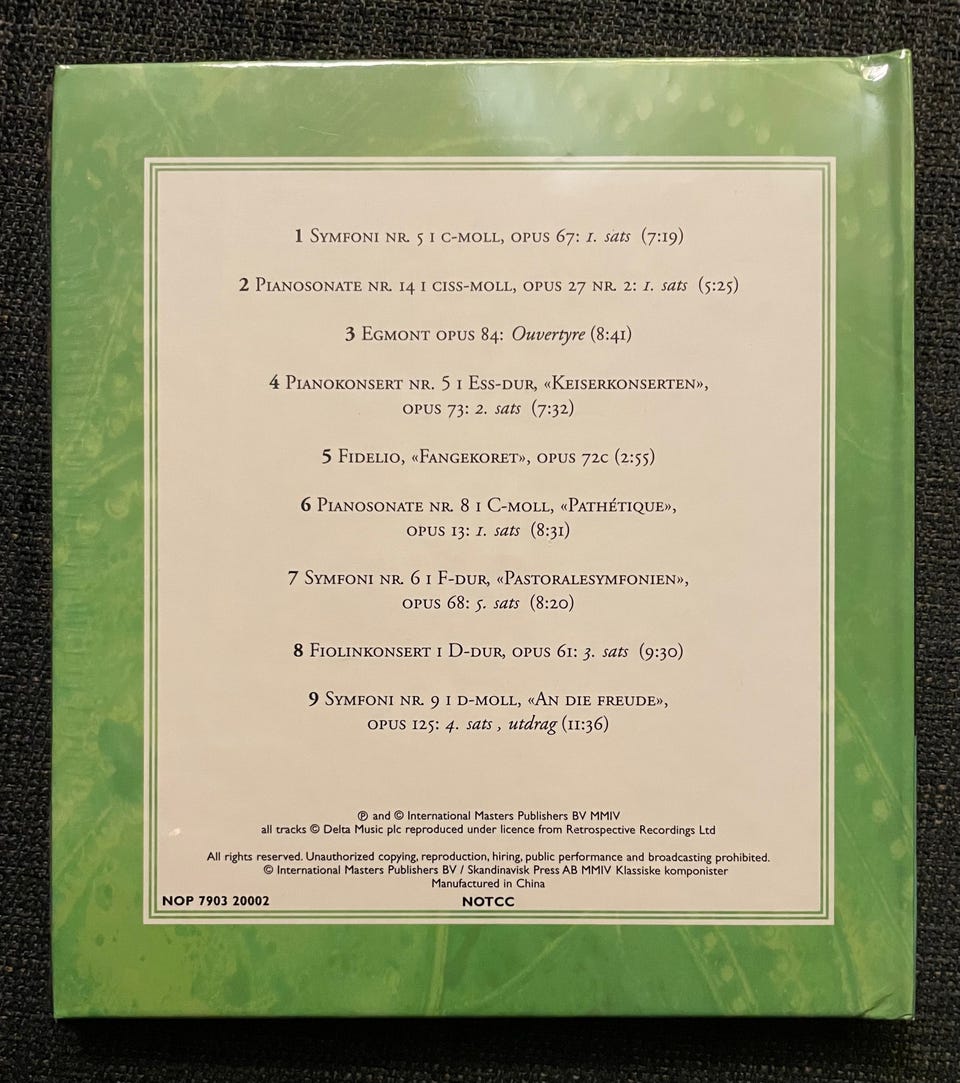 1 Symfoni nr. 5 i c-moll, opus 67: 1. sats (7:19)
2 Pianosonate nr. 14 i ciss-moll, opus 27 nr. 2: 1. sats (5:25)
3 Egmont opus 84: Ouvertyre (8:41)
4 Pianokonsert nr. 5 i Ess-dur, «Keiserkonserten»,
opus 73: 2. sats (7:32)
5 Fidelio, «Fangekoret», opus 72c (2:55)
6 Pianosonate nr. 8 i C-moll, «Pathétique»,
opus 13: 1. sats (8:31)
7 Symfoni nr. 6 i F-dur, «Pastoralesymfonien»,
opus 68: 5. sats (8:20)
8 Fiolinkonsert i D-dur, opus 61: 3. sats (9:30)
9 Symfoni nr. 9 i d-moll, «An die freude»,
opus 125: 4. sats , utdrag (11:36)
℗ and © International Masters Publishers BV MMIV
all tracks © Delta Music plc reproduced under licence from Retrospective Recordings Ltd
All rights reserved. Unauthorized copying, reproduction, hiring, public performance and broadcasting prohibited.
© International Masters Publishers BV / Skandinavisk Press AB MMIV Klassiske komponister
Manufactured in China
NOP 7903 20002 NOTCC